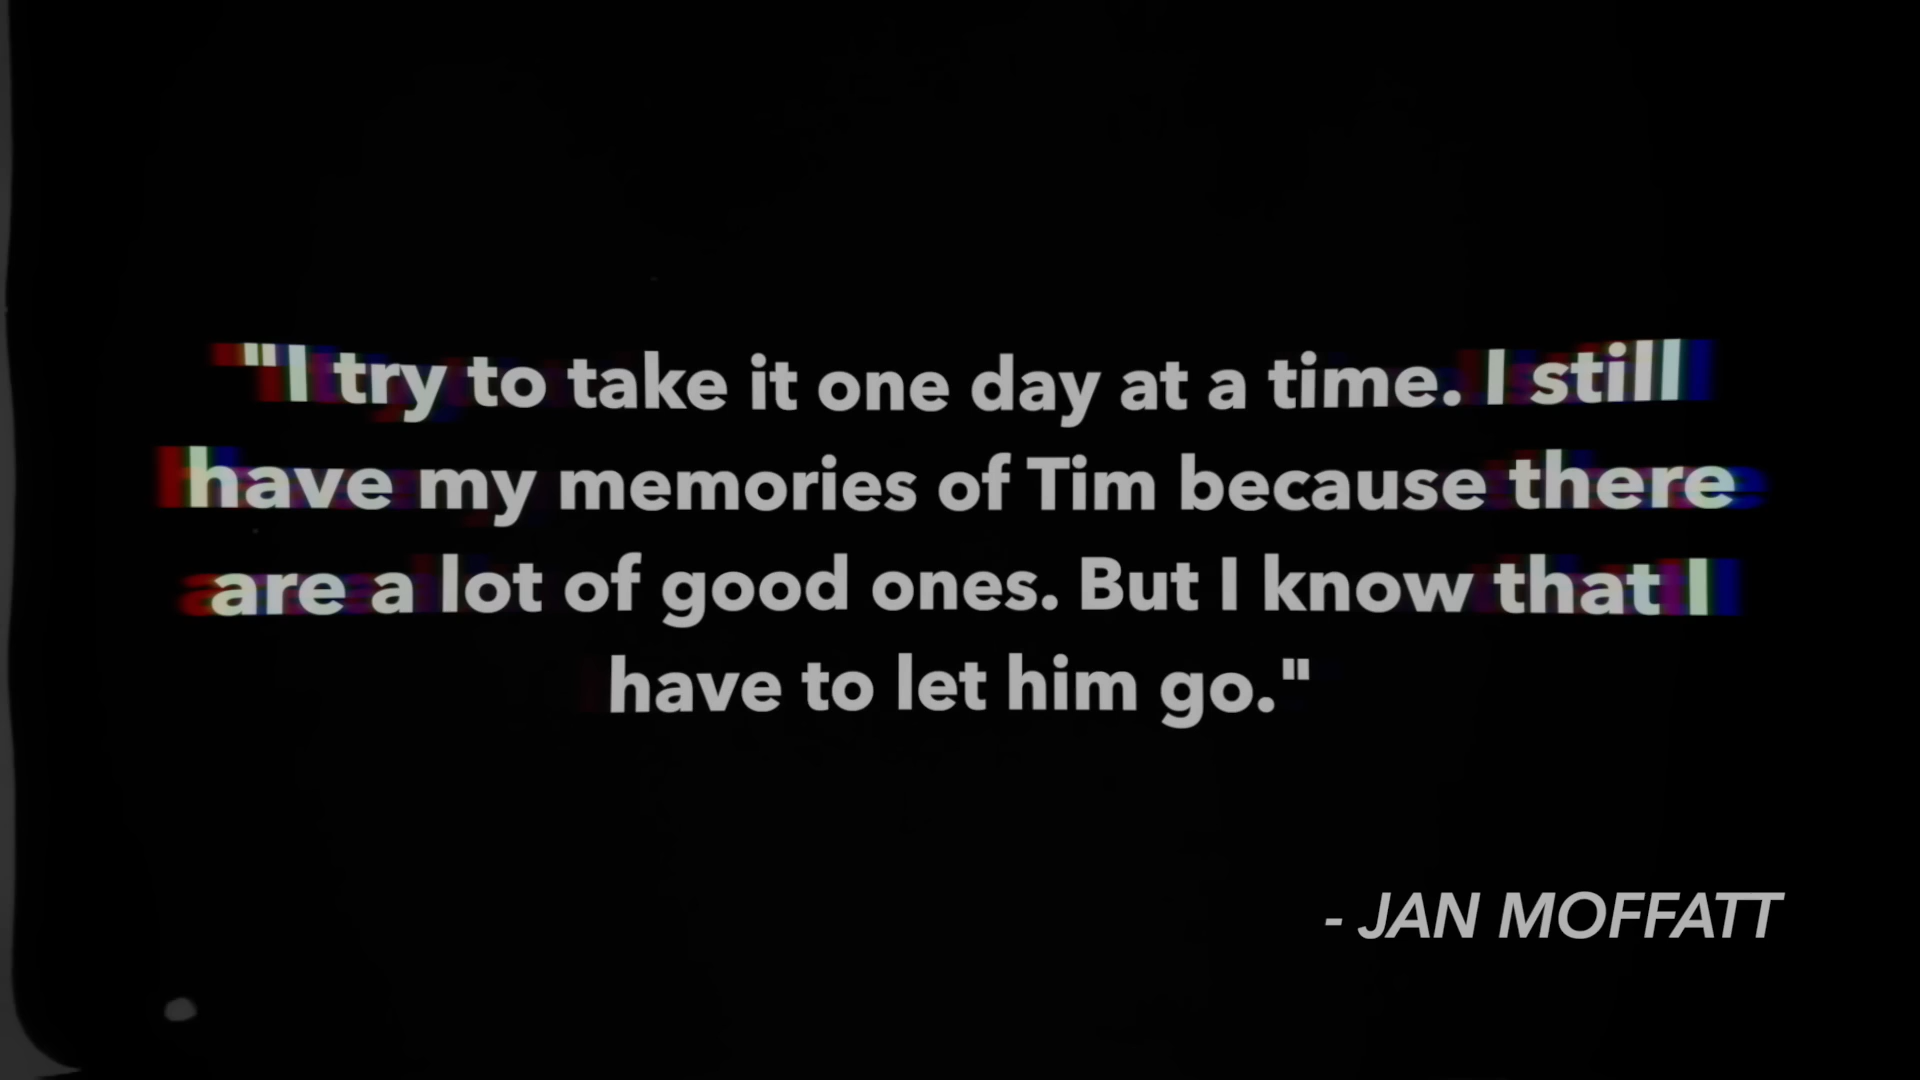 "I try to take it one day at a time. I still
have my memories of Tim because there
are a lot of good ones. But I know that I
have to let him go."
- JAN MOFFATT